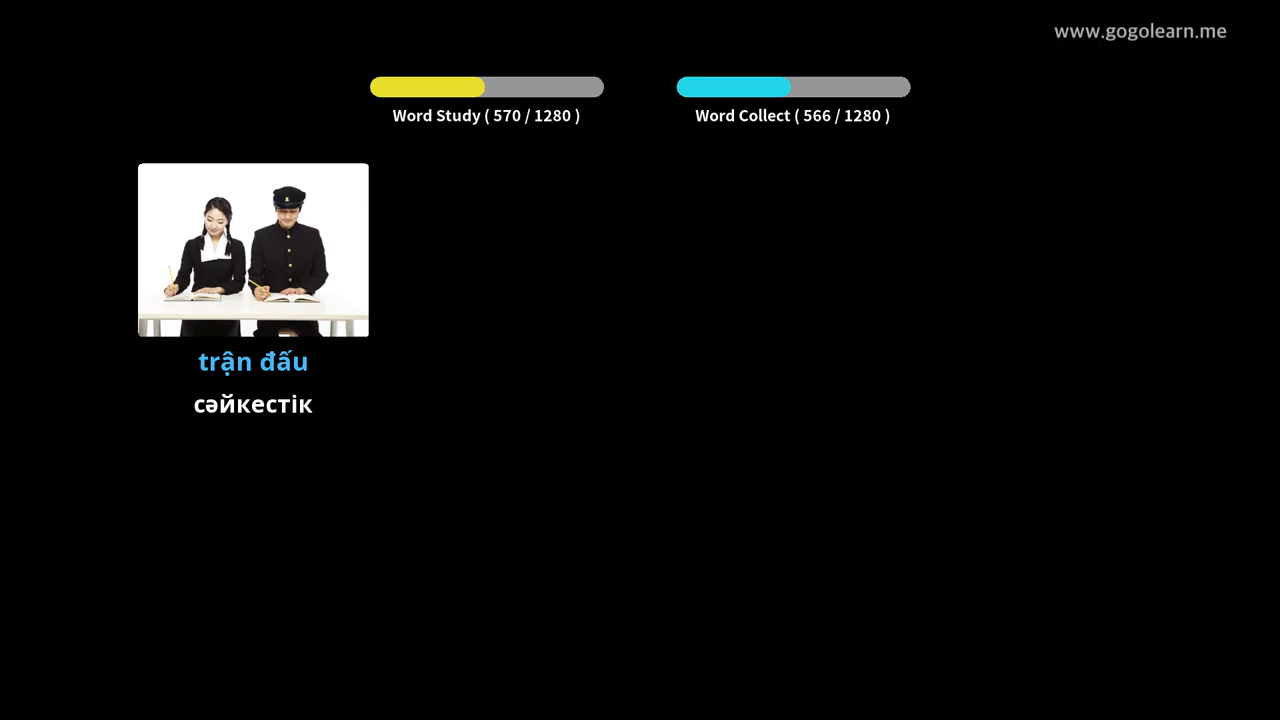 www.gogolearn.me
Word Study ( 570 / 1280 )
Word Collect ( 566 / 1280 )
trận đấu
сәйкестік